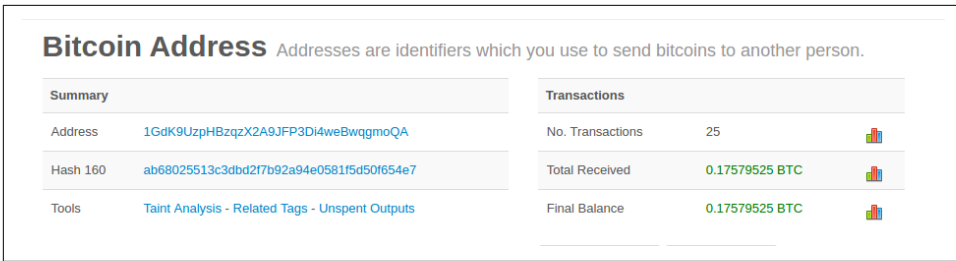 Bitcoin Address Addresses are identifiers which you use to send bitcoins to another person.
Summary
Address 1GdK9UzpHBzqzX2A9JFP3Di4weBwqgmoQA
Hash 160 ab68025513c3dbd2f7b92a94e0581f5d50f654e7
Tools Taint Analysis - Related Tags - Unspent Outputs
Transactions
No. Transactions 25
Total Received 0.17579525 BTC
Final Balance 0.17579525 BTC